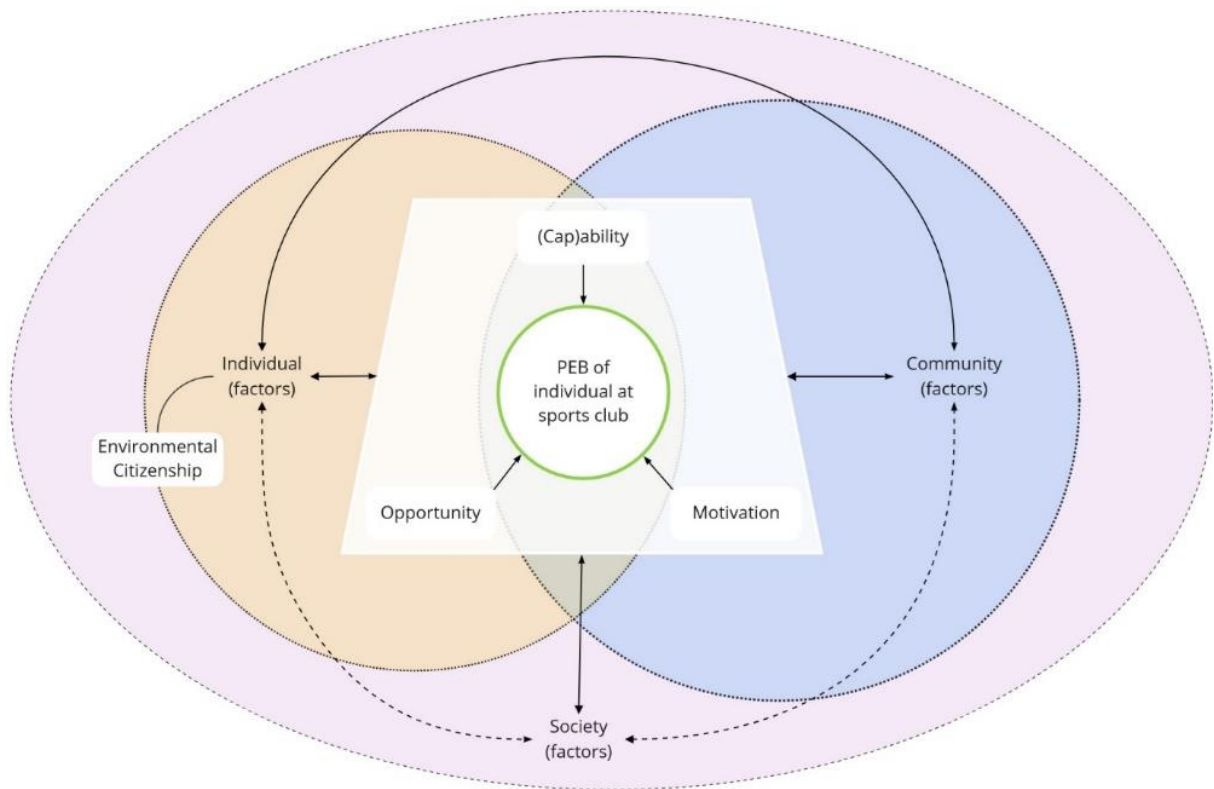 (Cap)ability
PEB of
individual at
sports club
Individual
(factors)
Community
(factors)
Environmental
Citizenship
Opportunity
Motivation
Society
(factors)